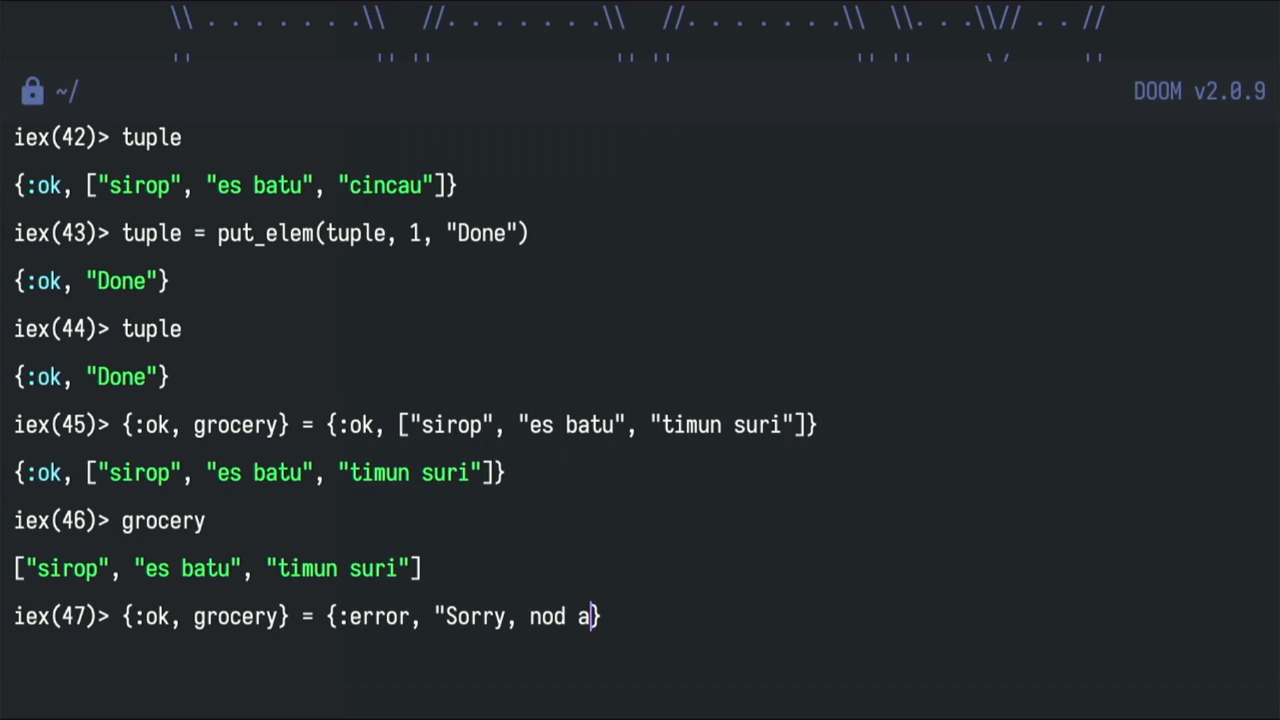 \\ . . . . . . .\\   //. . . . . . .\\   //. . . . . . .\\  \\. . .\\// . . //
~/
DOOM v2.0.9
iex(42)> tuple
{:ok, ["sirop", "es batu", "cincau"]}
iex(43)> tuple = put_elem(tuple, 1, "Done")
{:ok, "Done"}
iex(44)> tuple
{:ok, "Done"}
iex(45)> {:ok, grocery} = {:ok, ["sirop", "es batu", "timun suri"]}
{:ok, ["sirop", "es batu", "timun suri"]}
iex(46)> grocery
["sirop", "es batu", "timun suri"]
iex(47)> {:ok, grocery} = {:error, "Sorry, nod a}